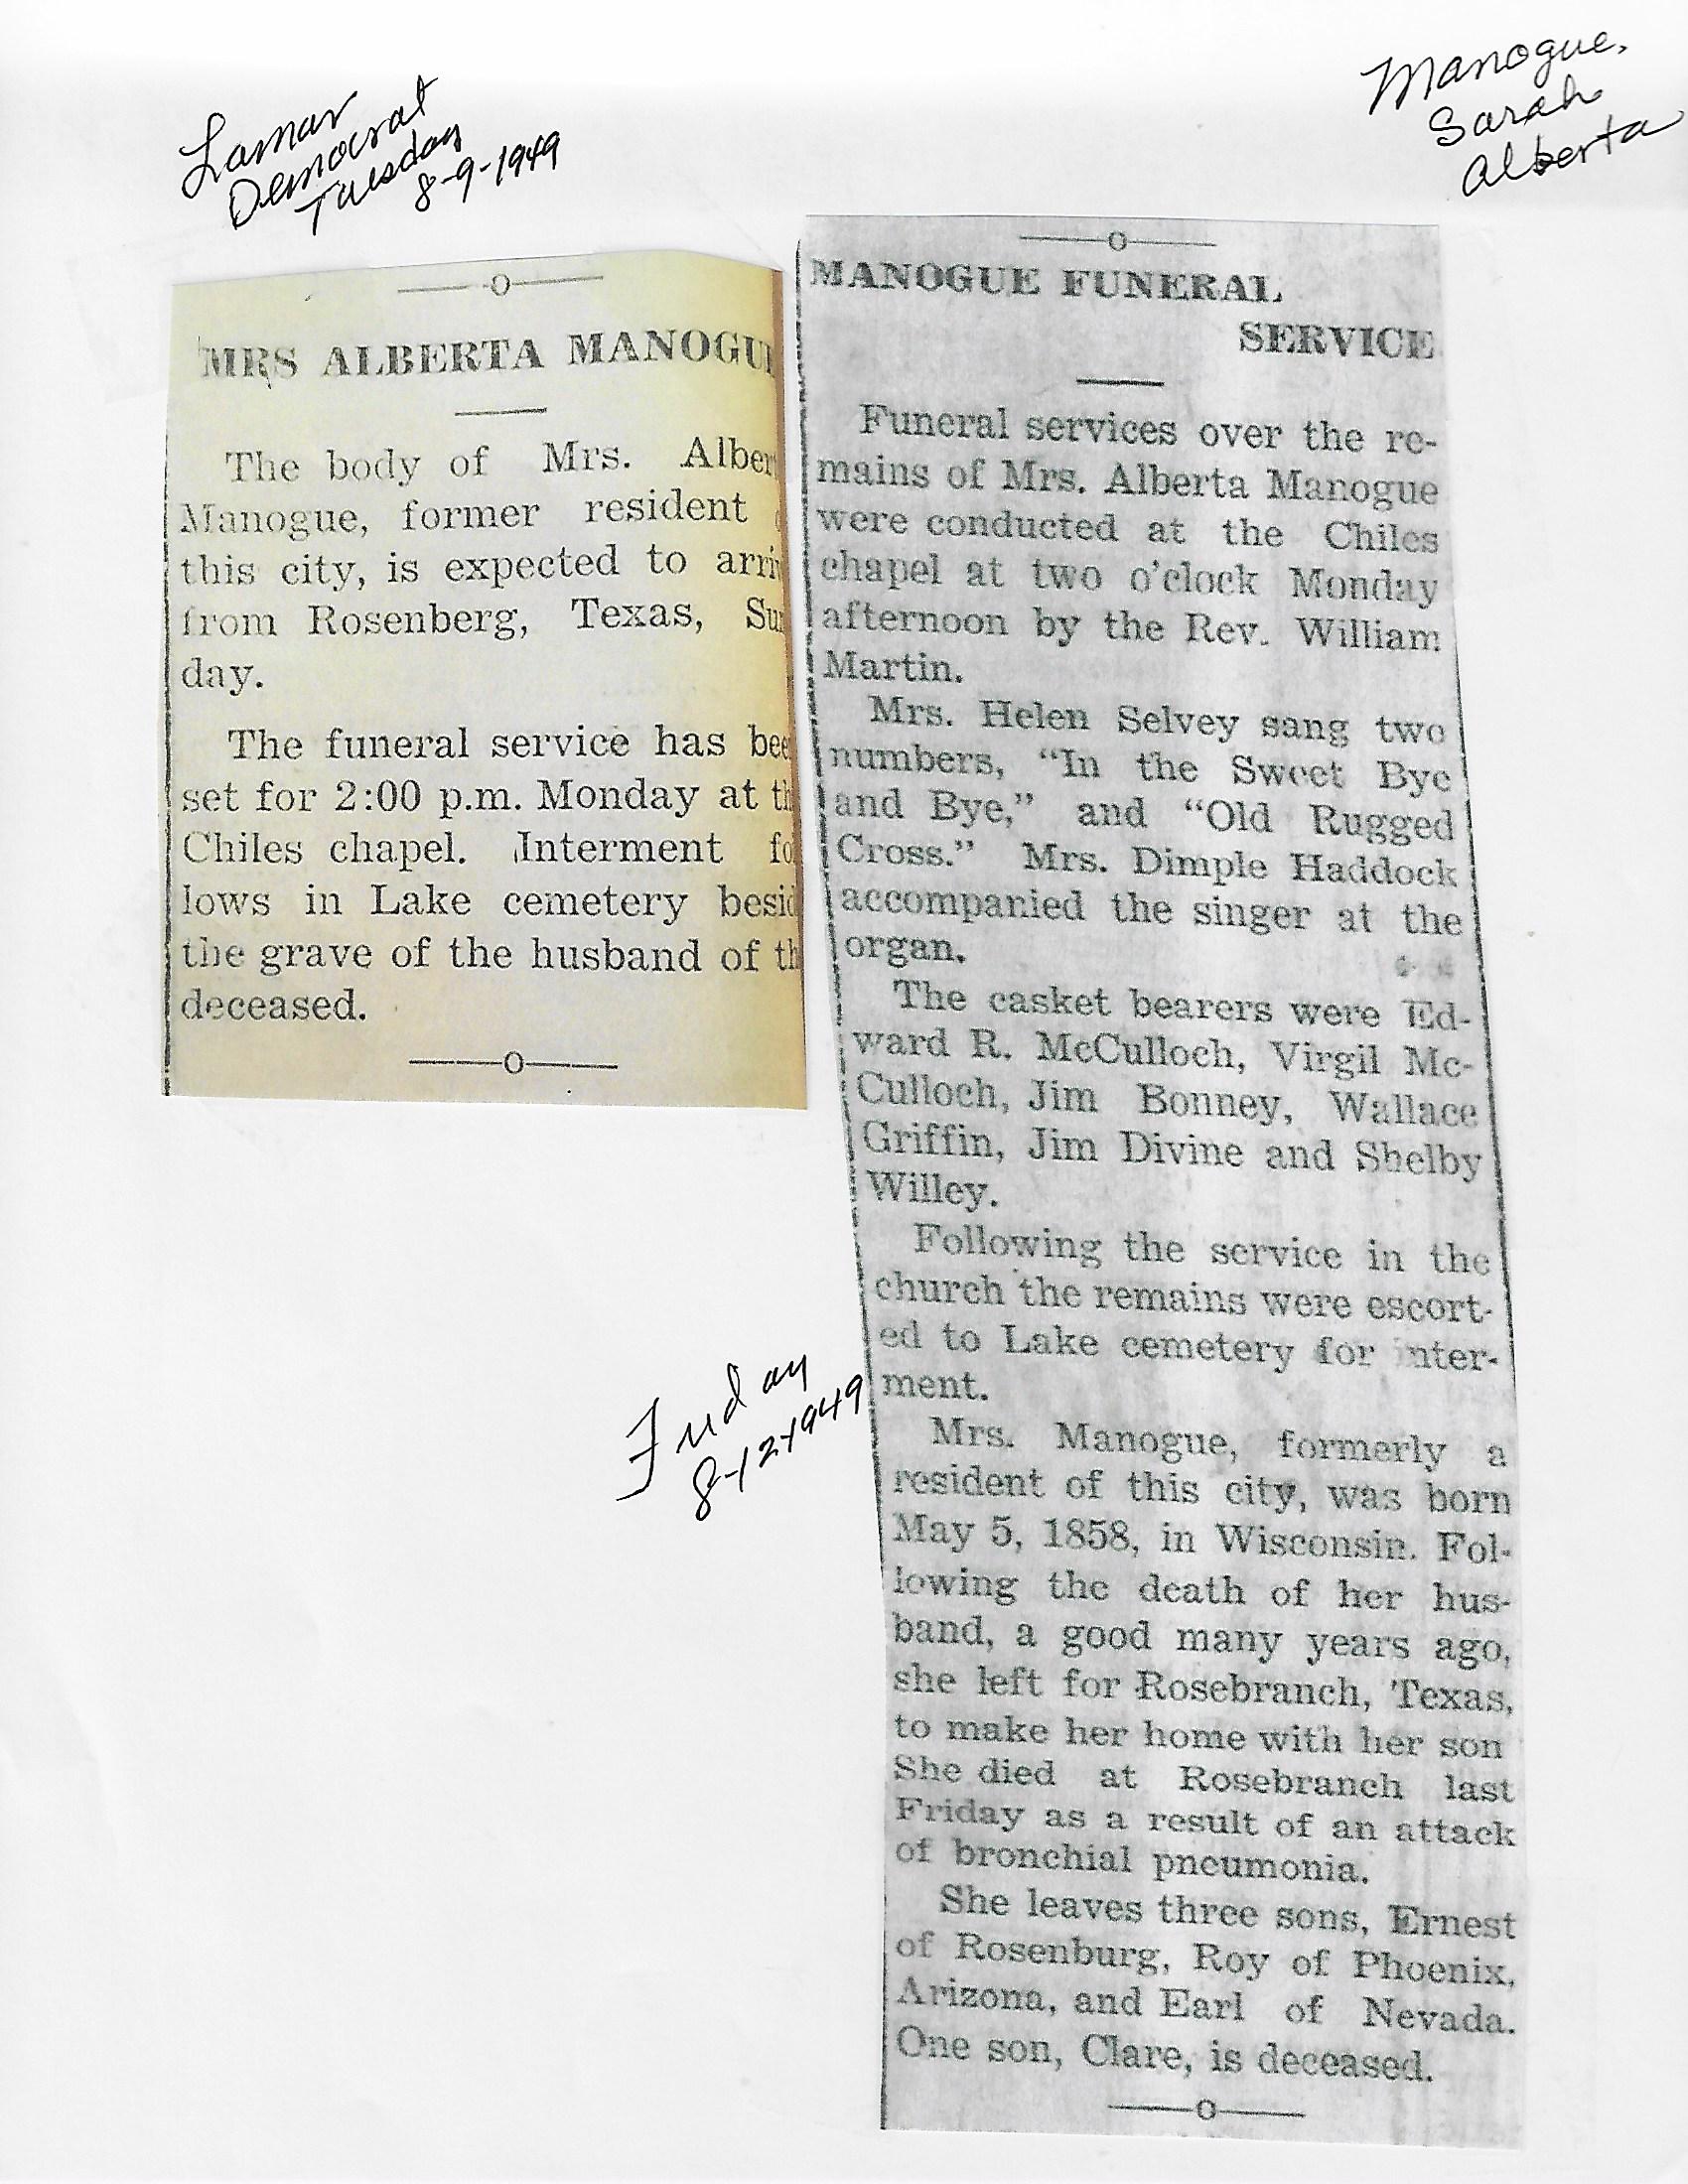 Lamar
Democrat
Tuesday
8-9-1949
Manogue,
Sarah
Alberta
MRS ALBERTA MANOGU
The body of Mrs. Alber
Manogue, former resident
this city, is expected to arri
from Rosenberg, Texas, Su
day.
The funeral service has bee
set for 2:00 p.m. Monday at th
Chiles chapel. Interment fo
lows in Lake cemetery besid
the grave of the husband of th
deceased.
MANOGUE FUNERAL
SERVICE
Funeral services over the re-
mains of Mrs. Alberta Manogue
were conducted at the Chiles
chapel at two o'clock Monday
afternoon by the Rev. William
Martin.
Mrs. Helen Selvey sang two
numbers, "In the Sweet Bye
and Bye," and "Old Rugged
Cross." Mrs. Dimple Haddock
accompanied the singer at the
organ.
The casket bearers were Ed-
ward R. McCulloch, Virgil Mc-
Culloch, Jim Bonney, Wallace
Griffin, Jim Divine and Shelby
Willey.
Following the service in the
church the remains were escort-
ed to Lake cemetery for inter-
ment.
Mrs. Manogue, formerly a
resident of this city, was born
May 5, 1858, in Wisconsin. Fol-
lowing the death of her hus-
band, a good many years ago,
she left for Rosebranch, Texas,
to make her home with her son
She died at Rosebranch last
Friday as a result of an attack
of bronchial pneumonia.
She leaves three sons, Ernest
of Rosenburg, Roy of Phoenix,
Arizona, and Earl of Nevada.
One son, Clare, is deceased.
Friday
8-12-1949